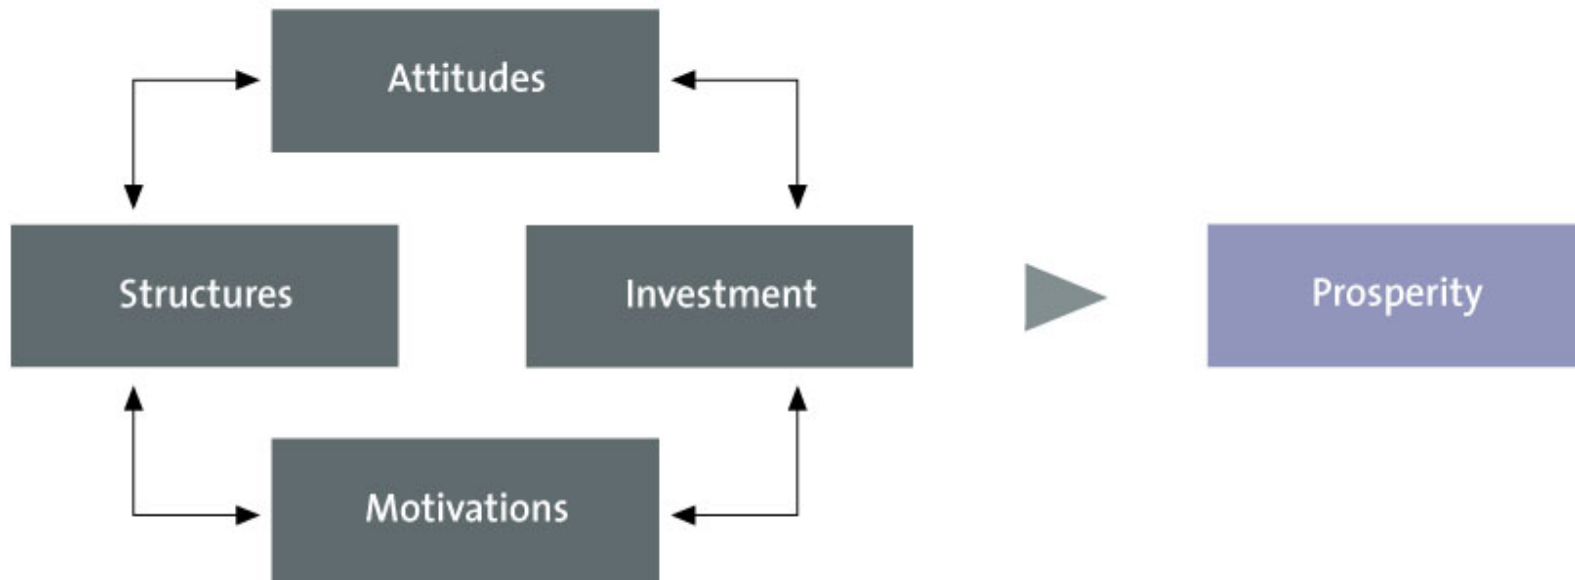 Attitudes
Structures
Investment
Prosperity
Motivations